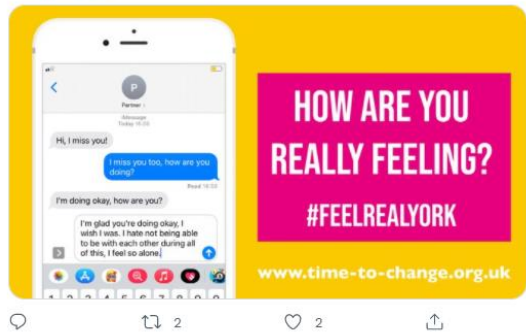 P
Partner >
iMessage
Today 16:00
Hi, I miss you!
I miss you too, how are you
doing?
Read 16:00
I'm doing okay, how are you?
I'm glad you're doing okay, I
wish I was. I hate not being able
to be with each other during all
of this, I feel so alone.
HOW ARE YOU
REALLY FEELING?
#FEELREALYORK
www.time-to-change.org.uk
2
2